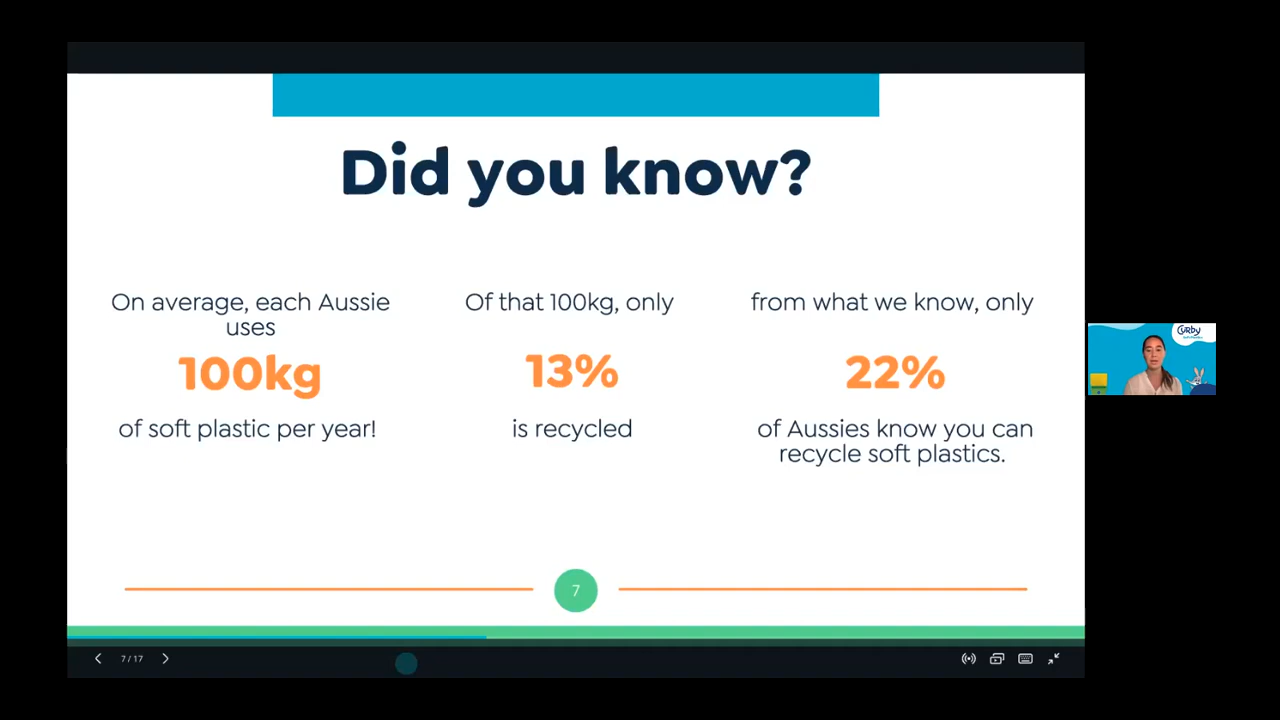 Did you know?
On average, each Aussie
uses
100kg
of soft plastic per year!
Of that 100kg, only
13%
is recycled
from what we know, only
22%
of Aussies know you can
recycle soft plastics.
7
7 / 17
Curby